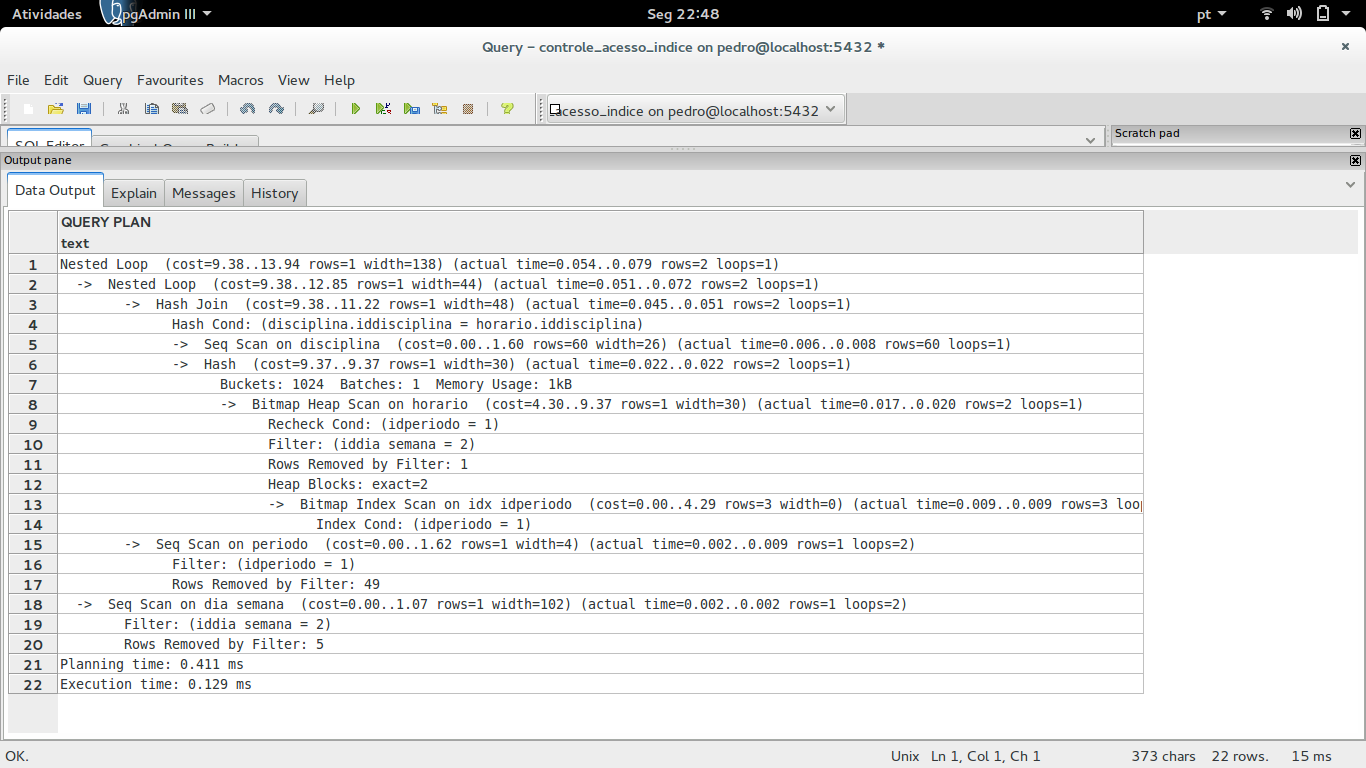 Atividades pgAdmin III Seg 22:48 pt
Query – controle_acesso_indice on pedro@localhost:5432 *
File Edit Query Favourites Macros View Help
acesso_indice on pedro@localhost:5432
SQL Editor Graphical Query Builder Scratch pad
Output pane
Data Output Explain Messages History
QUERY PLAN
text
1 Nested Loop (cost=9.38..13.94 rows=1 width=138) (actual time=0.054..0.079 rows=2 loops=1)
2 -> Nested Loop (cost=9.38..12.85 rows=1 width=44) (actual time=0.051..0.072 rows=2 loops=1)
3 -> Hash Join (cost=9.38..11.22 rows=1 width=48) (actual time=0.045..0.051 rows=2 loops=1)
4 Hash Cond: (disciplina.iddisciplina = horario.iddisciplina)
5 -> Seq Scan on disciplina (cost=0.00..1.60 rows=60 width=26) (actual time=0.006..0.008 rows=60 loops=1)
6 -> Hash (cost=9.37..9.37 rows=1 width=30) (actual time=0.022..0.022 rows=2 loops=1)
7 Buckets: 1024 Batches: 1 Memory Usage: 1kB
8 -> Bitmap Heap Scan on horario (cost=4.30..9.37 rows=1 width=30) (actual time=0.017..0.020 rows=2 loops=1)
9 Recheck Cond: (idperiodo = 1)
10 Filter: (iddia semana = 2)
11 Rows Removed by Filter: 1
12 Heap Blocks: exact=2
13 -> Bitmap Index Scan on idx idperiodo (cost=0.00..4.29 rows=3 width=0) (actual time=0.009..0.009 rows=3 loo
14 Index Cond: (idperiodo = 1)
15 -> Seq Scan on periodo (cost=0.00..1.62 rows=1 width=4) (actual time=0.002..0.009 rows=1 loops=2)
16 Filter: (idperiodo = 1)
17 Rows Removed by Filter: 49
18 -> Seq Scan on dia semana (cost=0.00..1.07 rows=1 width=102) (actual time=0.002..0.002 rows=1 loops=2)
19 Filter: (iddia semana = 2)
20 Rows Removed by Filter: 5
21 Planning time: 0.411 ms
22 Execution time: 0.129 ms
OK. Unix Ln 1, Col 1, Ch 1 373 chars 22 rows. 15 ms